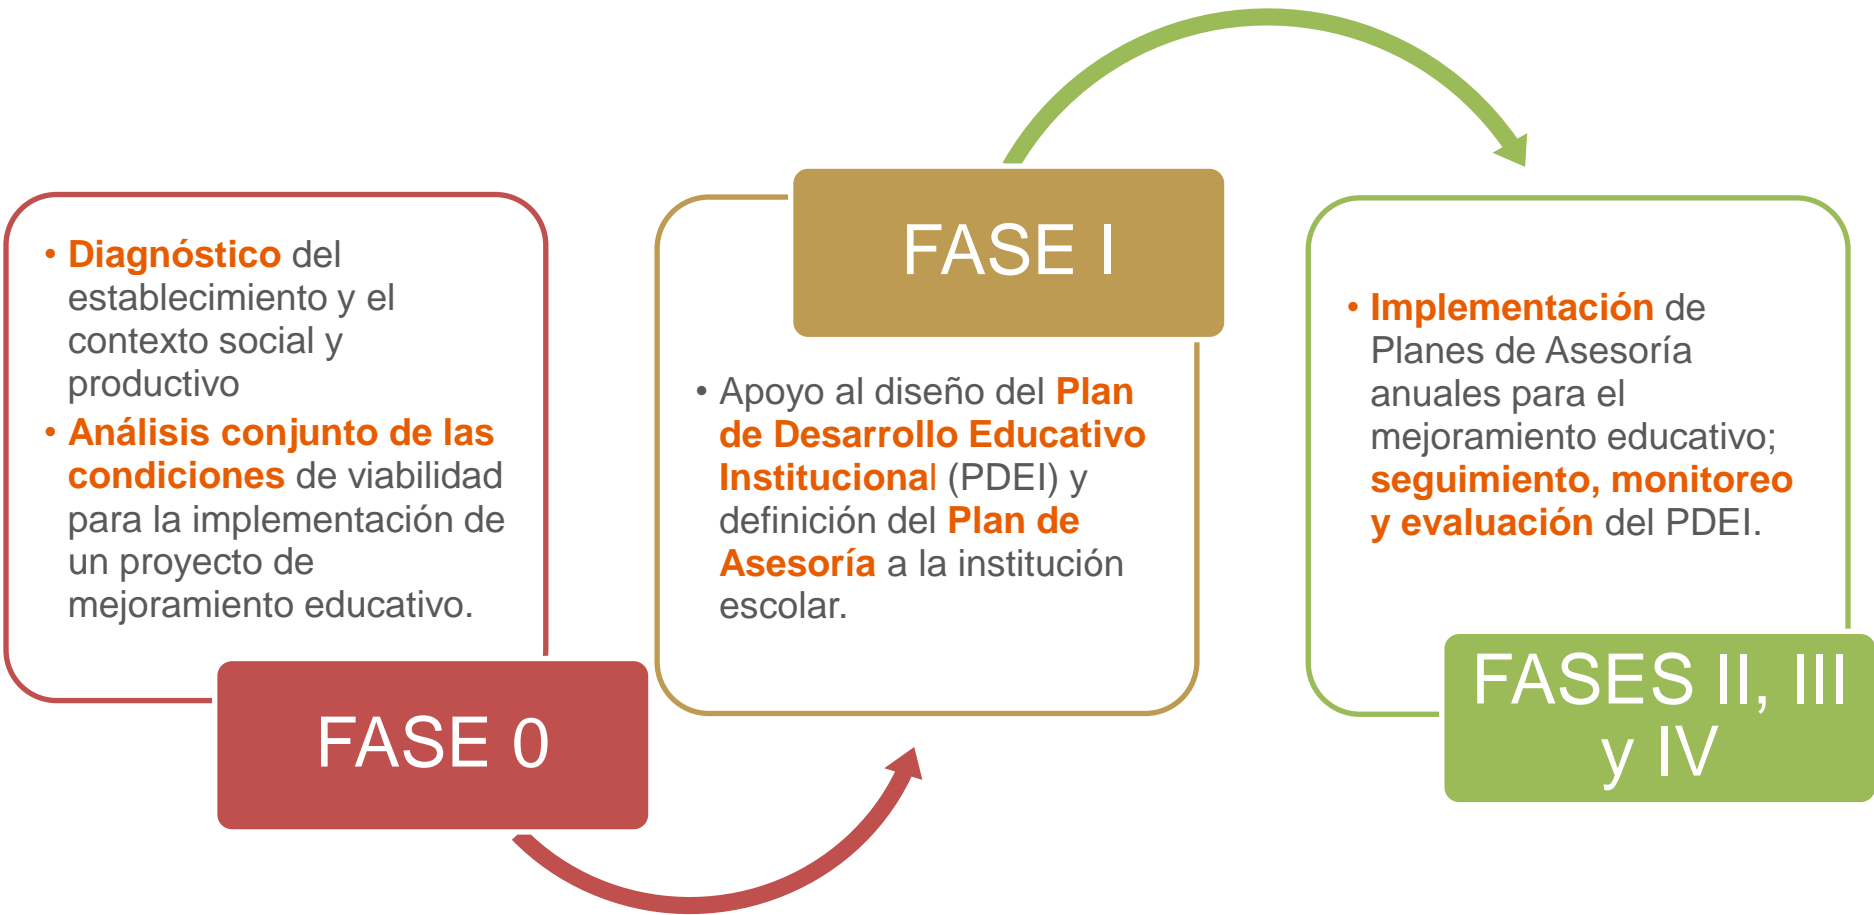 • Diagnóstico del
establecimiento y el
contexto social y
productivo
• Análisis conjunto de las
condiciones de viabilidad
para la implementación de
un proyecto de
mejoramiento educativo.
FASE 0
FASE I
• Apoyo al diseño del Plan
de Desarrollo Educativo
Institucional (PDEI) y
definición del Plan de
Asesoría a la institución
escolar.
• Implementación de
Planes de Asesoría
anuales para el
mejoramiento educativo;
seguimiento, monitoreo
y evaluación del PDEI.
FASES II, III
y IV